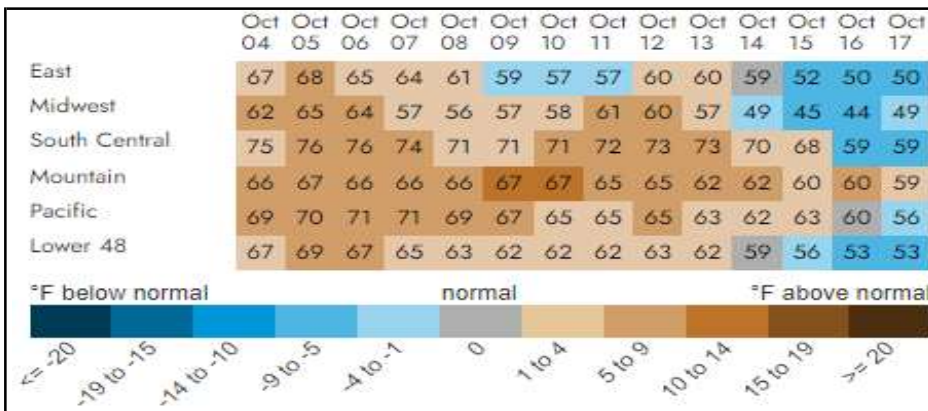 Oct Oct Oct Oct Oct Oct Oct Oct Oct Oct Oct Oct Oct Oct
04 05 06 07 08 09 10 11 12 13 14 15 16 17
East 67 68 65 64 61 59 57 57 60 60 59 52 50 50
Midwest 62 65 64 57 56 57 58 61 60 57 49 45 44 49
South Central 75 76 76 74 71 71 71 72 73 73 70 68 59 59
Mountain 66 67 66 66 66 67 67 65 65 62 62 60 60 59
Pacific 69 70 71 71 69 67 65 65 65 63 62 63 60 56
Lower 48 67 69 67 65 63 62 62 62 63 62 59 56 53 53
°F below normal normal °F above normal
<= -20 -19 to -15 -14 to -10 -9 to -5 -4 to -1 0 1 to 4 5 to 9 10 to 14 15 to 19 >= 20